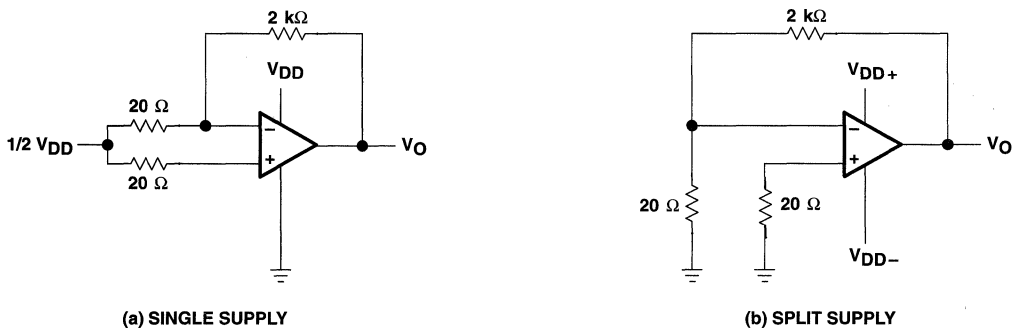 2 kΩ
VDD
20 Ω
1/2 VDD
VO
20 Ω
(a) SINGLE SUPPLY
2 kΩ
VDD+
VO
20 Ω
20 Ω
VDD−
(b) SPLIT SUPPLY